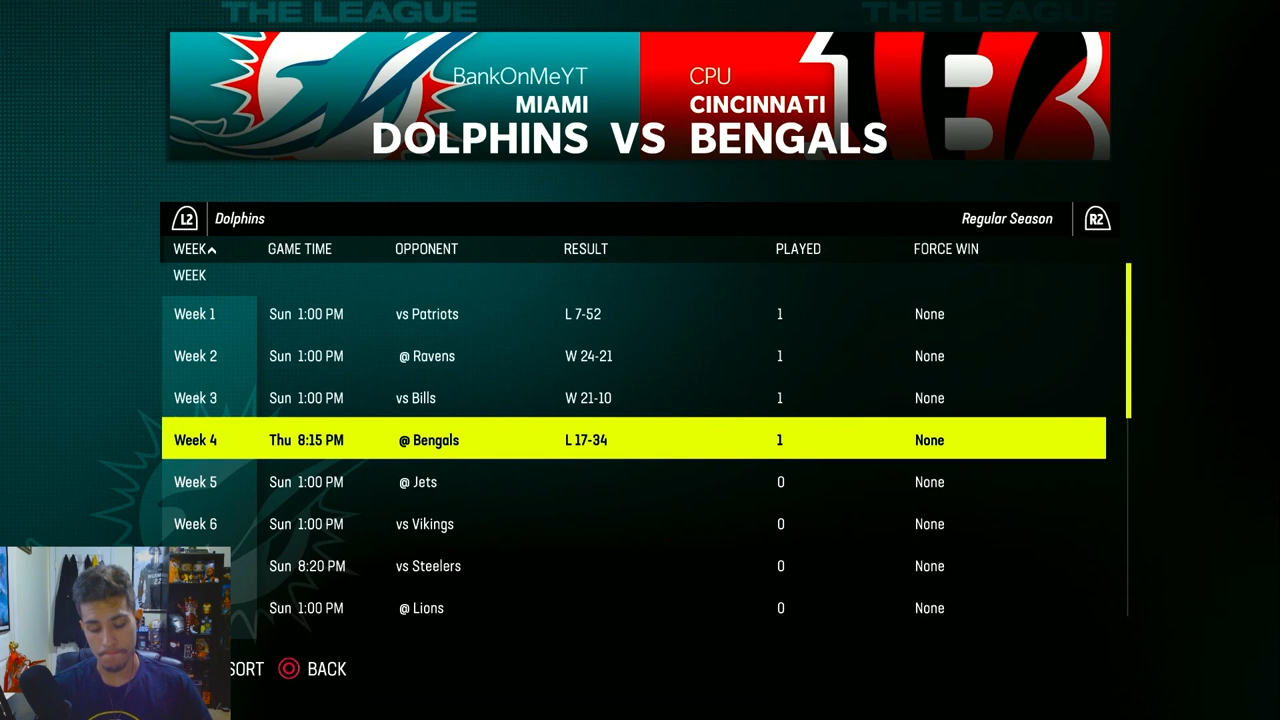 THE LEAGUE THE LEAGUE
BankOnMeYT CPU
MIAMI CINCINNATI
DOLPHINS VS BENGALS
L2 Dolphins Regular Season R2
WEEK GAME TIME OPPONENT RESULT PLAYED FORCE WIN
WEEK
Week 1 Sun 1:00 PM vs Patriots L 7-52 1 None
Week 2 Sun 1:00 PM @ Ravens W 24-21 1 None
Week 3 Sun 1:00 PM vs Bills W 21-10 1 None
Week 4 Thu 8:15 PM @ Bengals L 17-34 1 None
Week 5 Sun 1:00 PM @ Jets 0 None
Week 6 Sun 1:00 PM vs Vikings 0 None
Sun 8:20 PM vs Steelers 0 None
Sun 1:00 PM @ Lions 0 None
SORT BACK